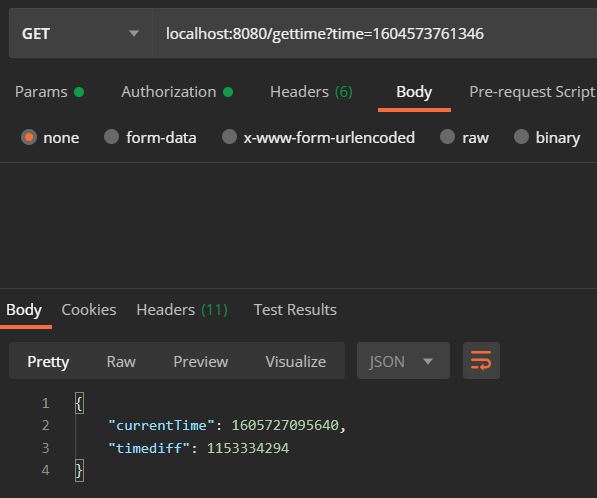 GET localhost:8080/gettime?time=1604573761346
Params Authorization Headers (6) Body Pre-request Script
none form-data x-www-form-urlencoded raw binary
Body Cookies Headers (11) Test Results
Pretty Raw Preview Visualize JSON
1 {
2 "currentTime": 1605727095640,
3 "timediff": 1153334294
4 }